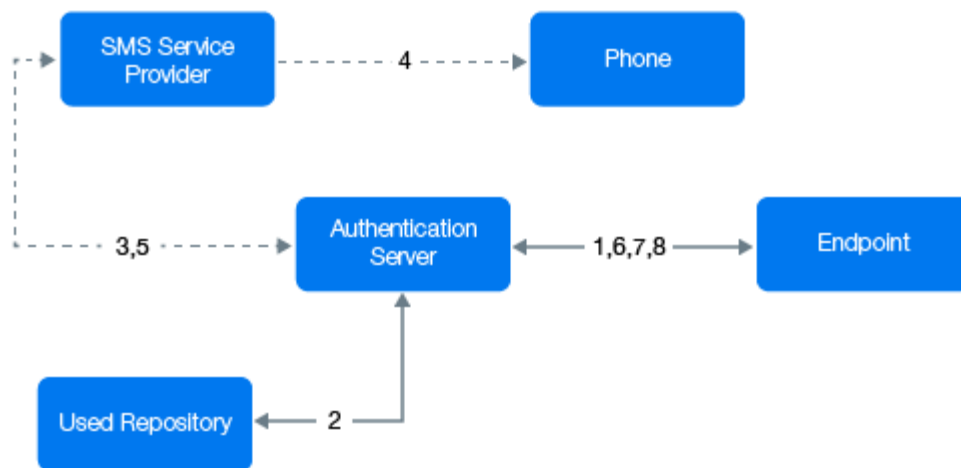 SMS Service
Provider
4
Phone
3,5
Authentication
Server
1,6,7,8
Endpoint
Used Repository
2